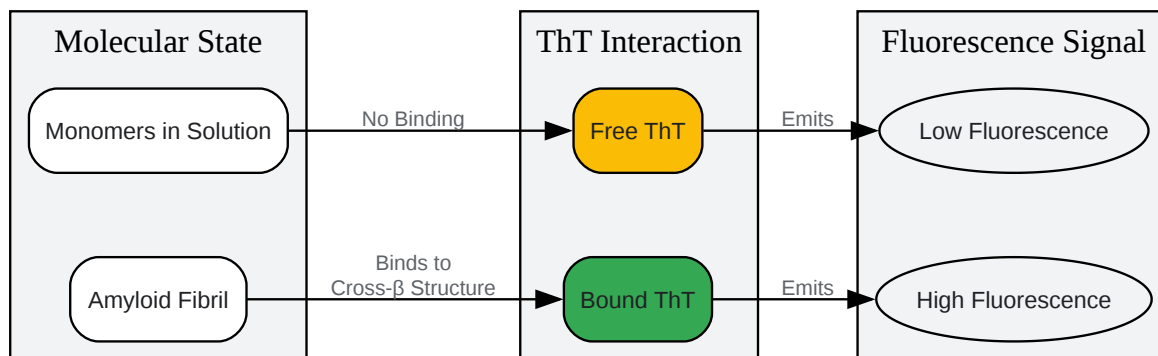 Molecular State
ThT Interaction
Fluorescence Signal
Monomers in Solution
No Binding
Free ThT
Emits
Low Fluorescence
Amyloid Fibril
Binds to
Cross-β Structure
Bound ThT
Emits
High Fluorescence